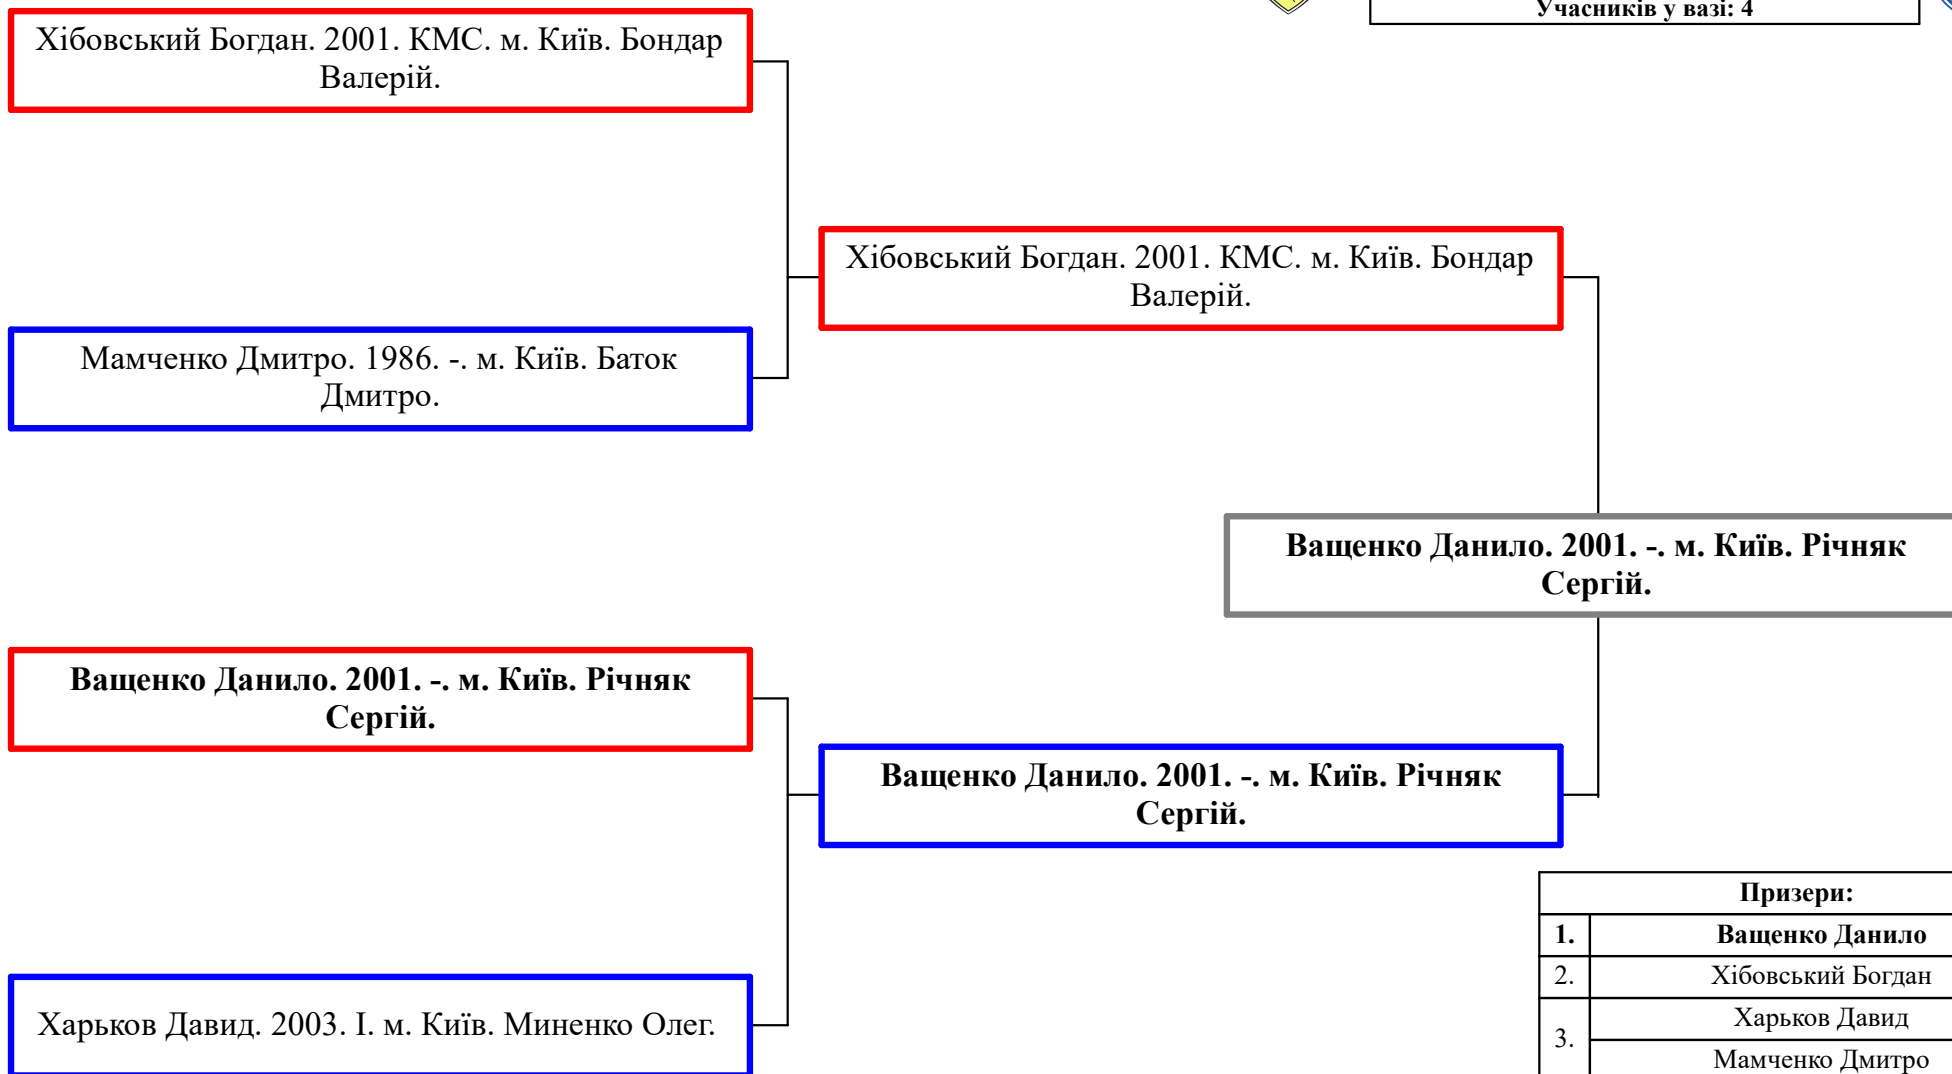 Учасників у вазі: 4
Хібовський Богдан. 2001. КМС. м. Київ. Бондар
Валерій.
Хібовський Богдан. 2001. КМС. м. Київ. Бондар
Валерій.
Мамченко Дмитро. 1986. -. м. Київ. Баток
Дмитро.
Ващенко Данило. 2001. -. м. Київ. Річняк
Сергій.
Ващенко Данило. 2001. -. м. Київ. Річняк
Сергій.
Ващенко Данило. 2001. -. м. Київ. Річняк
Сергій.
Харьков Давид. 2003. І. м. Київ. Миненко Олег.
Призери:
1. Ващенко Данило
2. Хібовський Богдан
3. Харьков Давид
Мамченко Дмитро